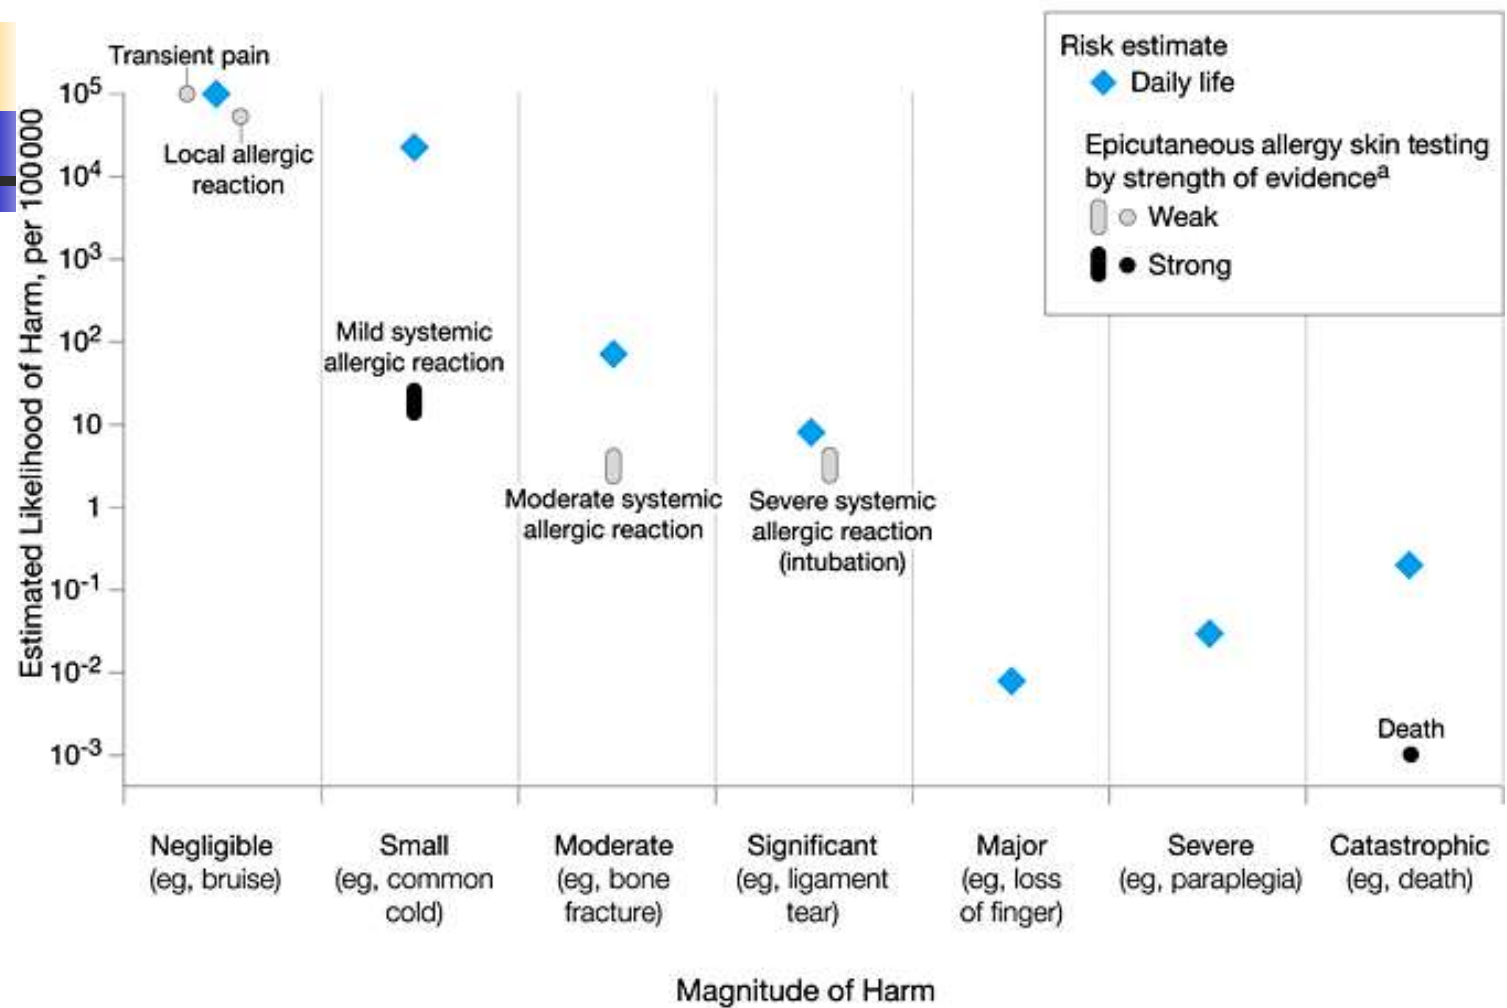 Transient pain
Local allergic
reaction
Mild systemic
allergic reaction
Moderate systemic
allergic reaction
Severe systemic
allergic reaction
(intubation)
Death
Risk estimate
Daily life
Epicutaneous allergy skin testing
by strength of evidenceᵃ
Weak
Strong
Estimated Likelihood of Harm, per 100000
10⁵
10⁴
10³
10²
10
1
10⁻¹
10⁻²
10⁻³
Negligible
(eg, bruise)
Small
(eg, common
cold)
Moderate
(eg, bone
fracture)
Significant
(eg, ligament
tear)
Major
(eg, loss
of finger)
Severe
(eg, paraplegia)
Catastrophic
(eg, death)
Magnitude of Harm